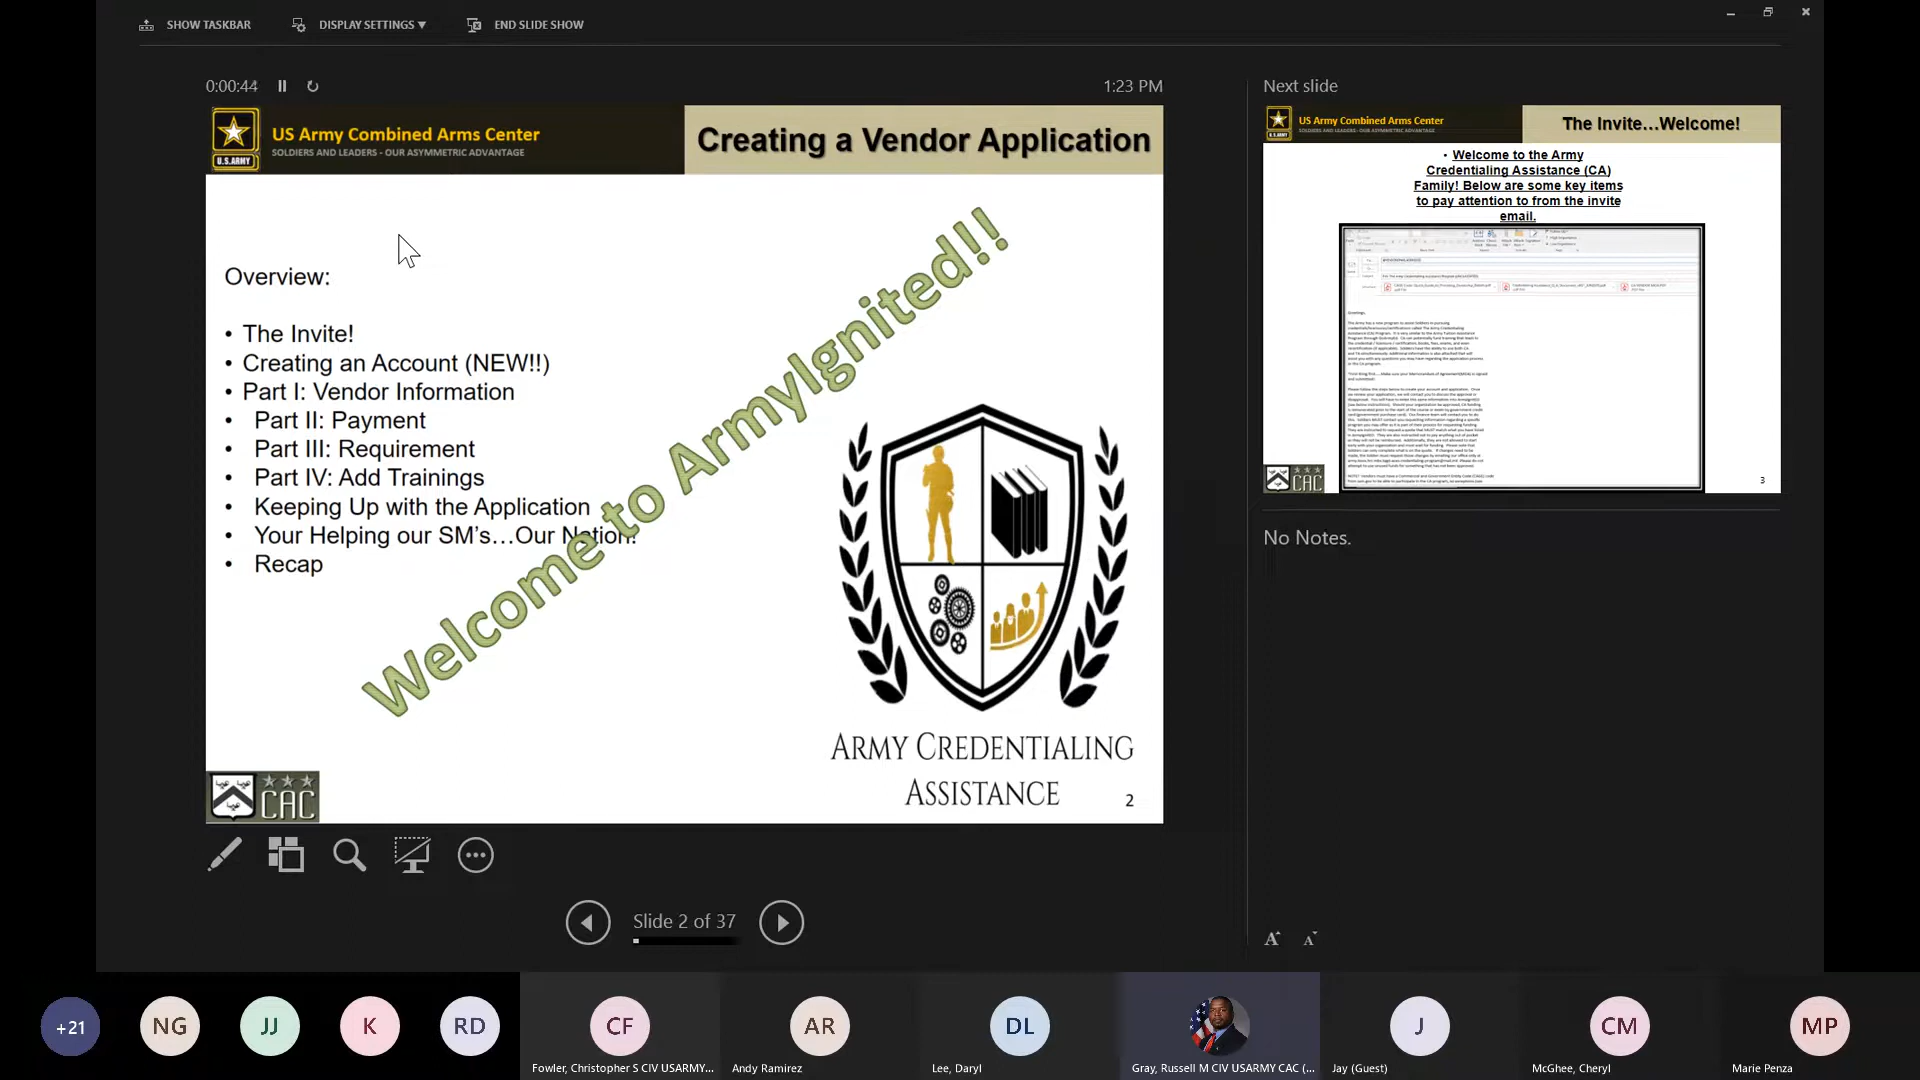 SHOW TASKBAR
DISPLAY SETTINGS ▼
END SLIDE SHOW
0:00:44
1:23 PM
U.S.ARMY
US Army Combined Arms Center
SOLDIERS AND LEADERS - OUR ASYMMETRIC ADVANTAGE
Creating a Vendor Application
Overview:
• The Invite!
• Creating an Account (NEW!!)
• Part I: Vendor Information
• Part II: Payment
• Part III: Requirement
• Part IV: Add Trainings
• Keeping Up with the Application
• Your Helping our SM's…Our Nation!
• Recap
Welcome to ArmyIgnited!!
ARMY CREDENTIALING
ASSISTANCE
CAC
2
Slide 2 of 37
Next slide
US Army Combined Arms Center
SOLDIERS AND LEADERS - OUR ASYMMETRIC ADVANTAGE
The Invite…Welcome!
• Welcome to the Army
Credentialing Assistance (CA)
Family! Below are some key items
to pay attention to from the invite
email.
Greetings,
CAC
3
No Notes.
A A
+21
NG
JJ
K
RD
CF
Fowler, Christopher S CIV USARMY...
AR
Andy Ramirez
DL
Lee, Daryl
Gray, Russell M CIV USARMY CAC (...
J
Jay (Guest)
CM
McGhee, Cheryl
MP
Marie Penza